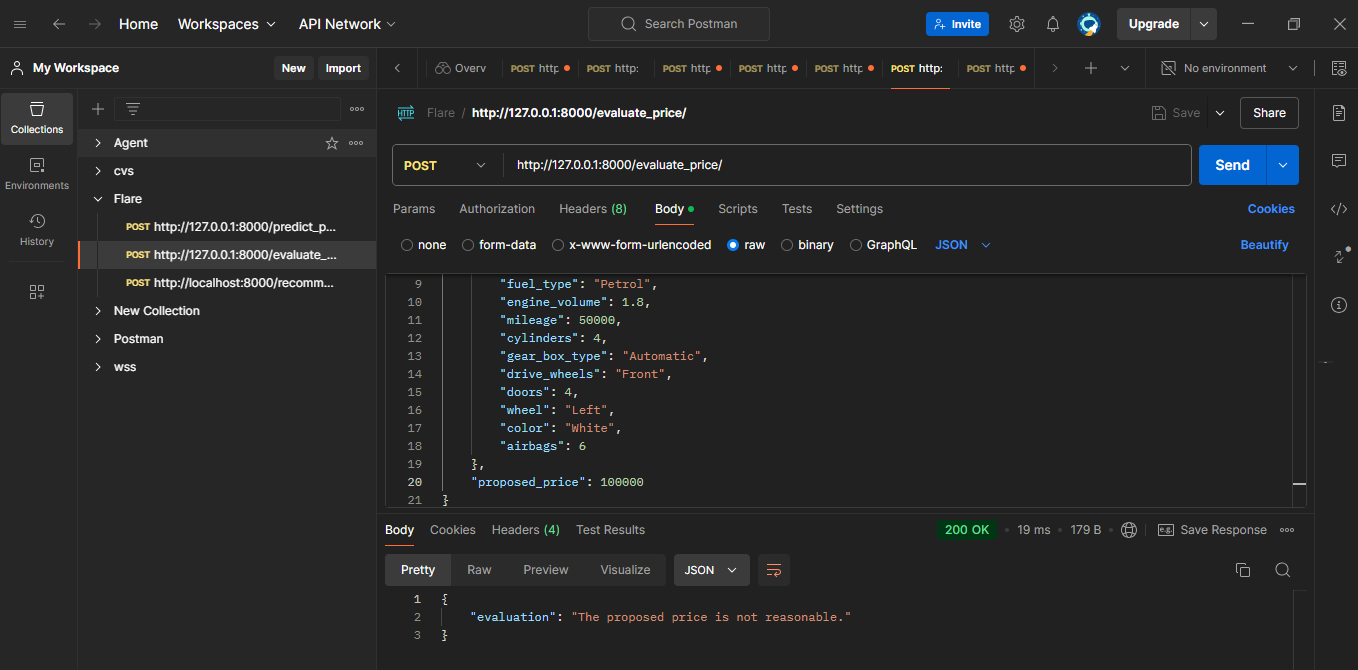 Home Workspaces API Network Search Postman Invite Upgrade
My Workspace New Import Overv POST http POST http: POST http POST http POST http POST http: POST http No environment
Collections
Environments
History
Agent
cvs
Flare
POST http://127.0.0.1:8000/predict_p...
POST http://127.0.0.1:8000/evaluate_...
POST http://localhost:8000/recomm...
New Collection
Postman
wss
HTTP Flare / http://127.0.0.1:8000/evaluate_price/ Save Share
POST http://127.0.0.1:8000/evaluate_price/ Send
Params Authorization Headers (8) Body Scripts Tests Settings Cookies
none form-data x-www-form-urlencoded raw binary GraphQL JSON Beautify
9 "fuel_type": "Petrol",
10 "engine_volume": 1.8,
11 "mileage": 50000,
12 "cylinders": 4,
13 "gear_box_type": "Automatic",
14 "drive_wheels": "Front",
15 "doors": 4,
16 "wheel": "Left",
17 "color": "White",
18 "airbags": 6
19 },
20 "proposed_price": 100000
21 }
Body Cookies Headers (4) Test Results 200 OK 19 ms 179 B e.g. Save Response
Pretty Raw Preview Visualize JSON
1 {
2 "evaluation": "The proposed price is not reasonable."
3 }